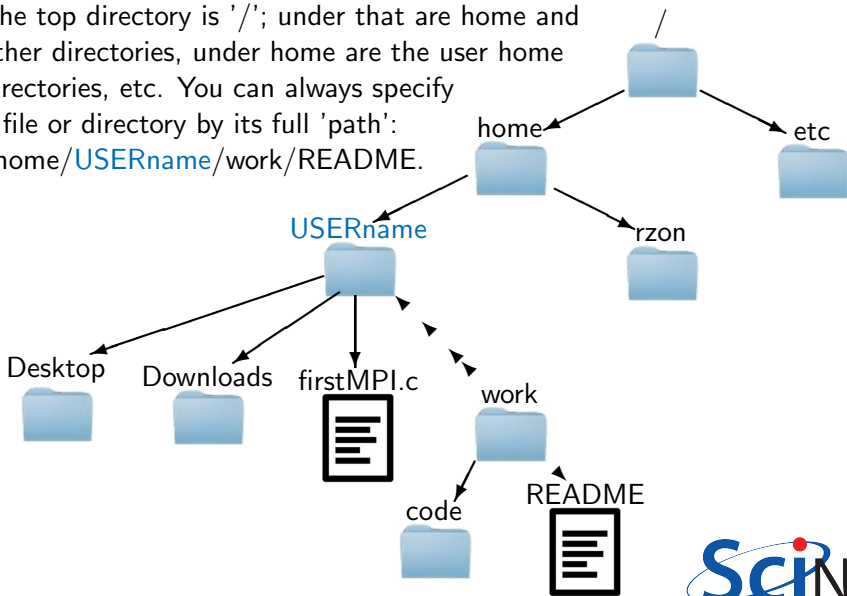 he top directory is '/'; under that are home and
ther directories, under home are the user home
rectories, etc. You can always specify
file or directory by its full 'path':
nome/USERname/work/README.
/
home
etc
USERname
rzon
Desktop
Downloads
firstMPI.c
work
code
README
SciN